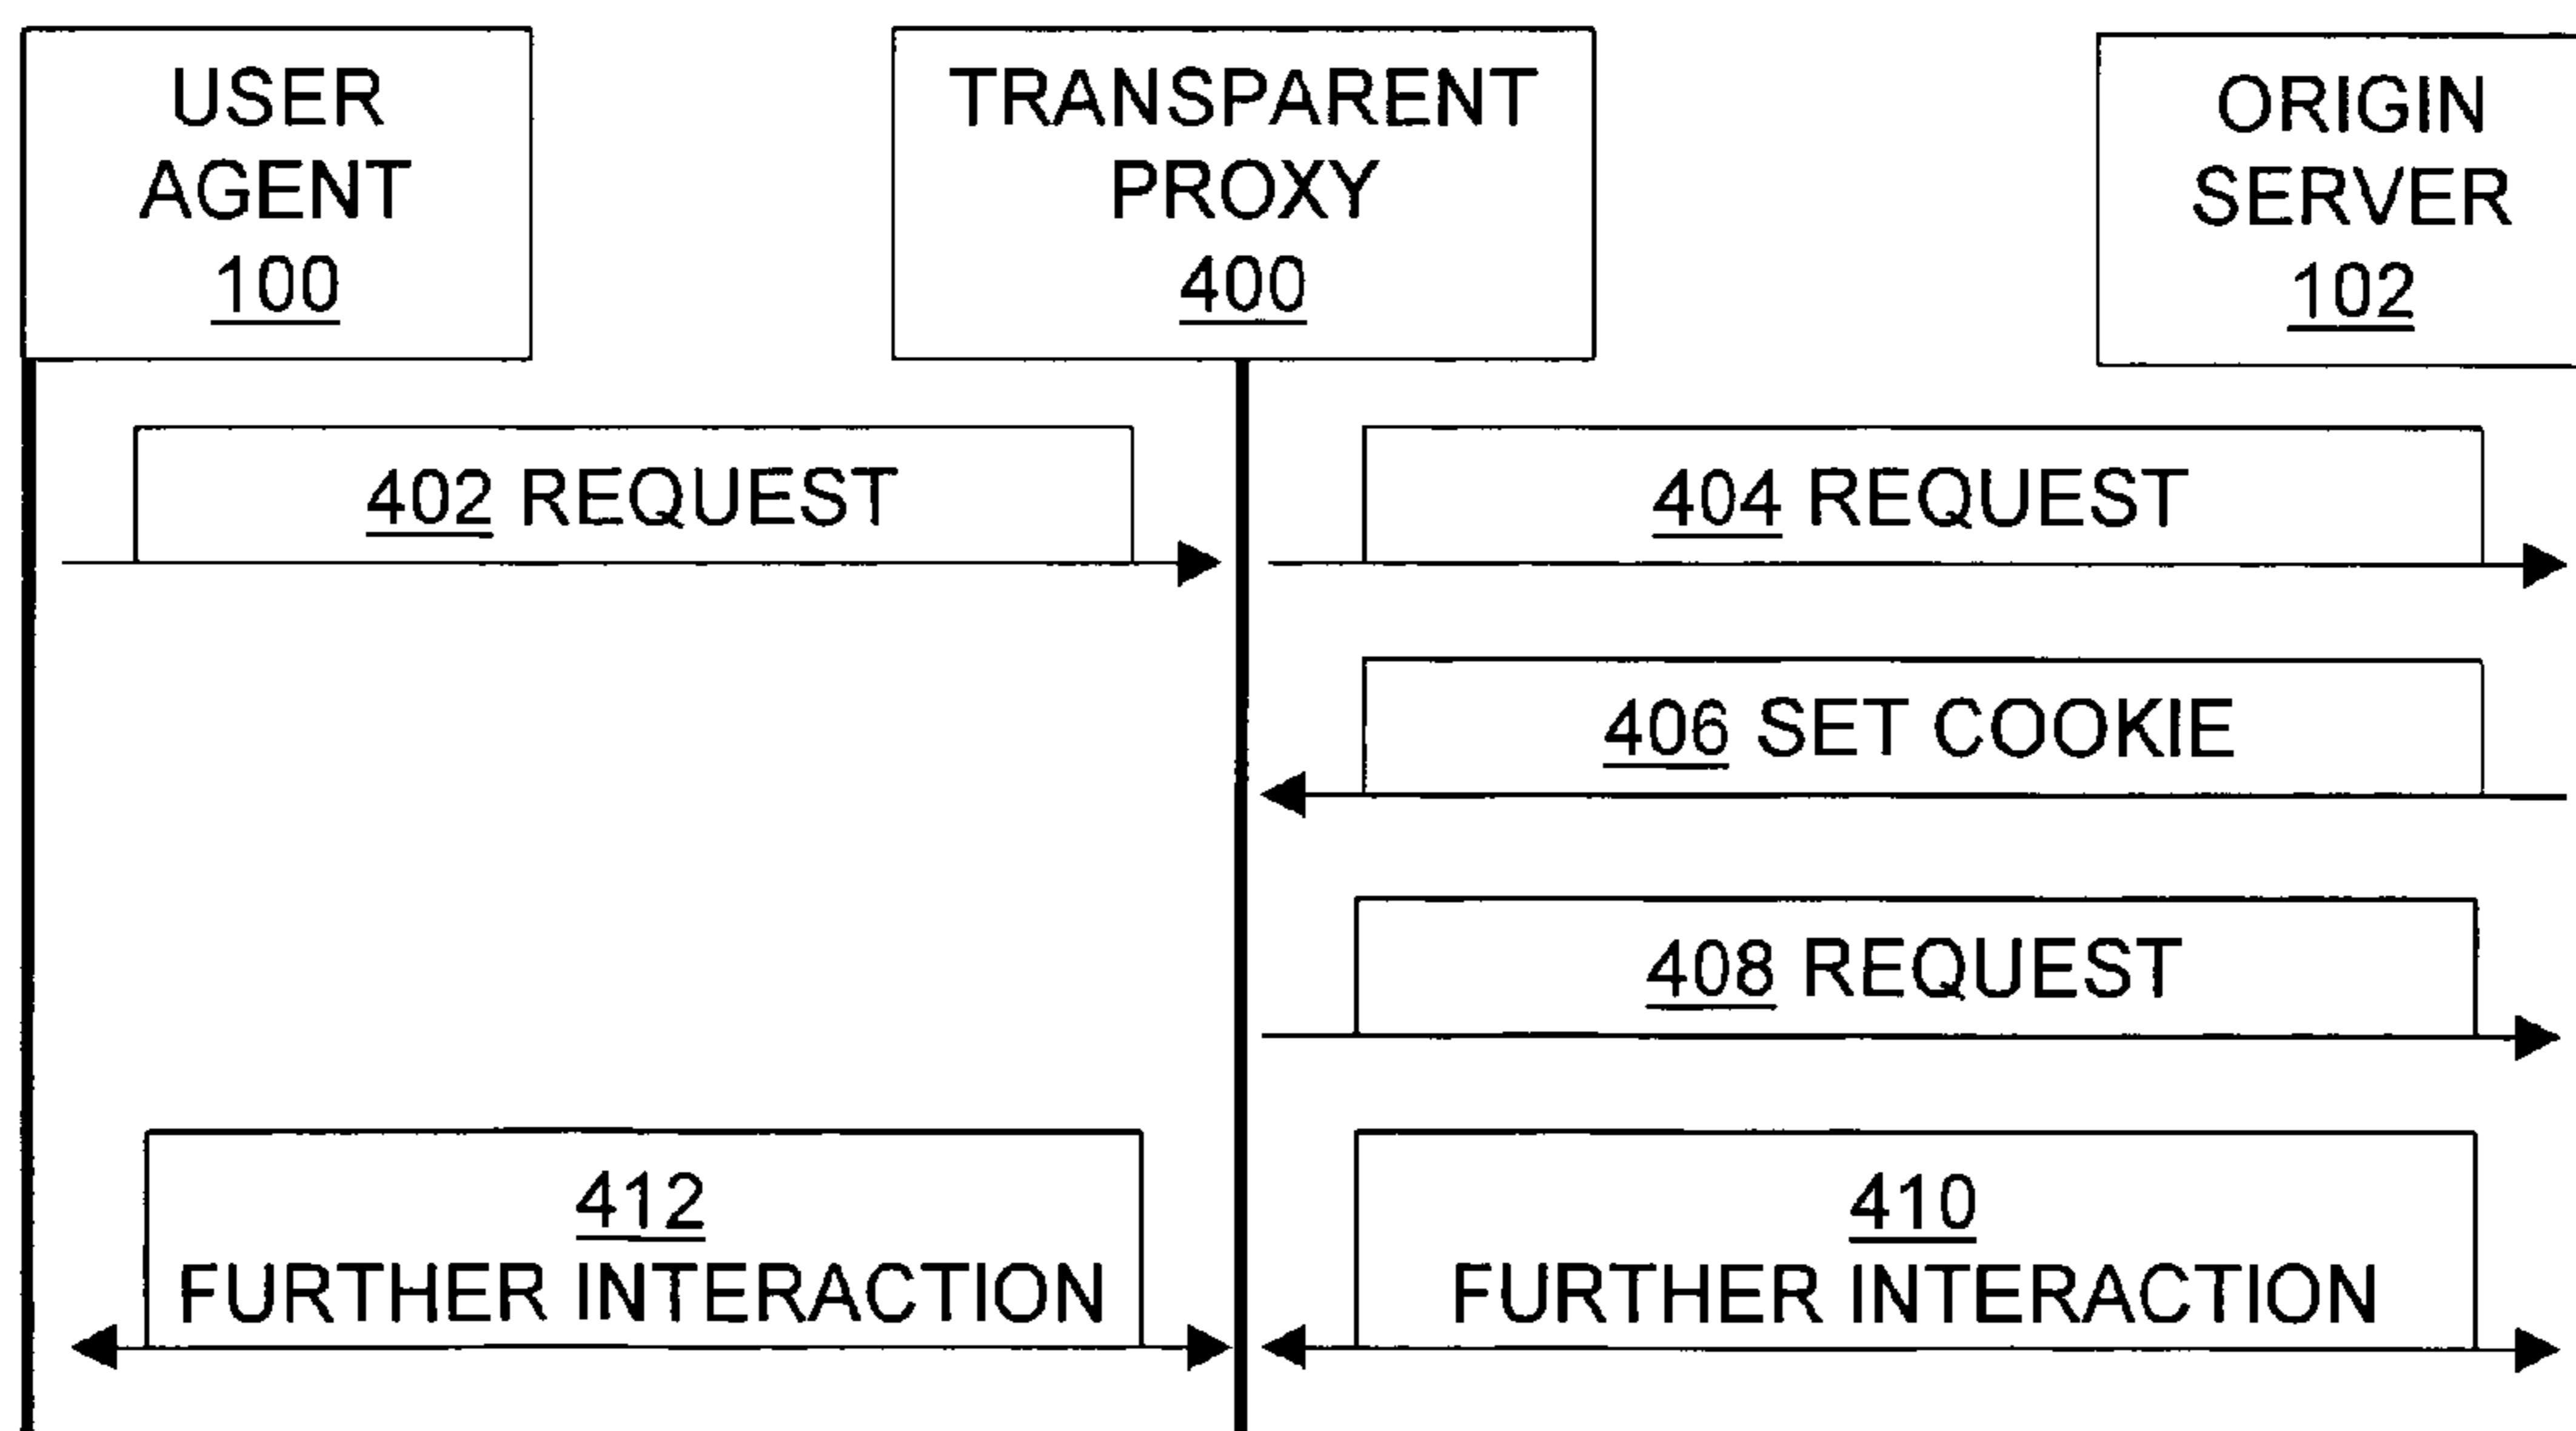 USER
AGENT
100
TRANSPARENT
PROXY
400
ORIGIN
SERVER
102
402 REQUEST
404 REQUEST
406 SET COOKIE
408 REQUEST
412
FURTHER INTERACTION
410
FURTHER INTERACTION